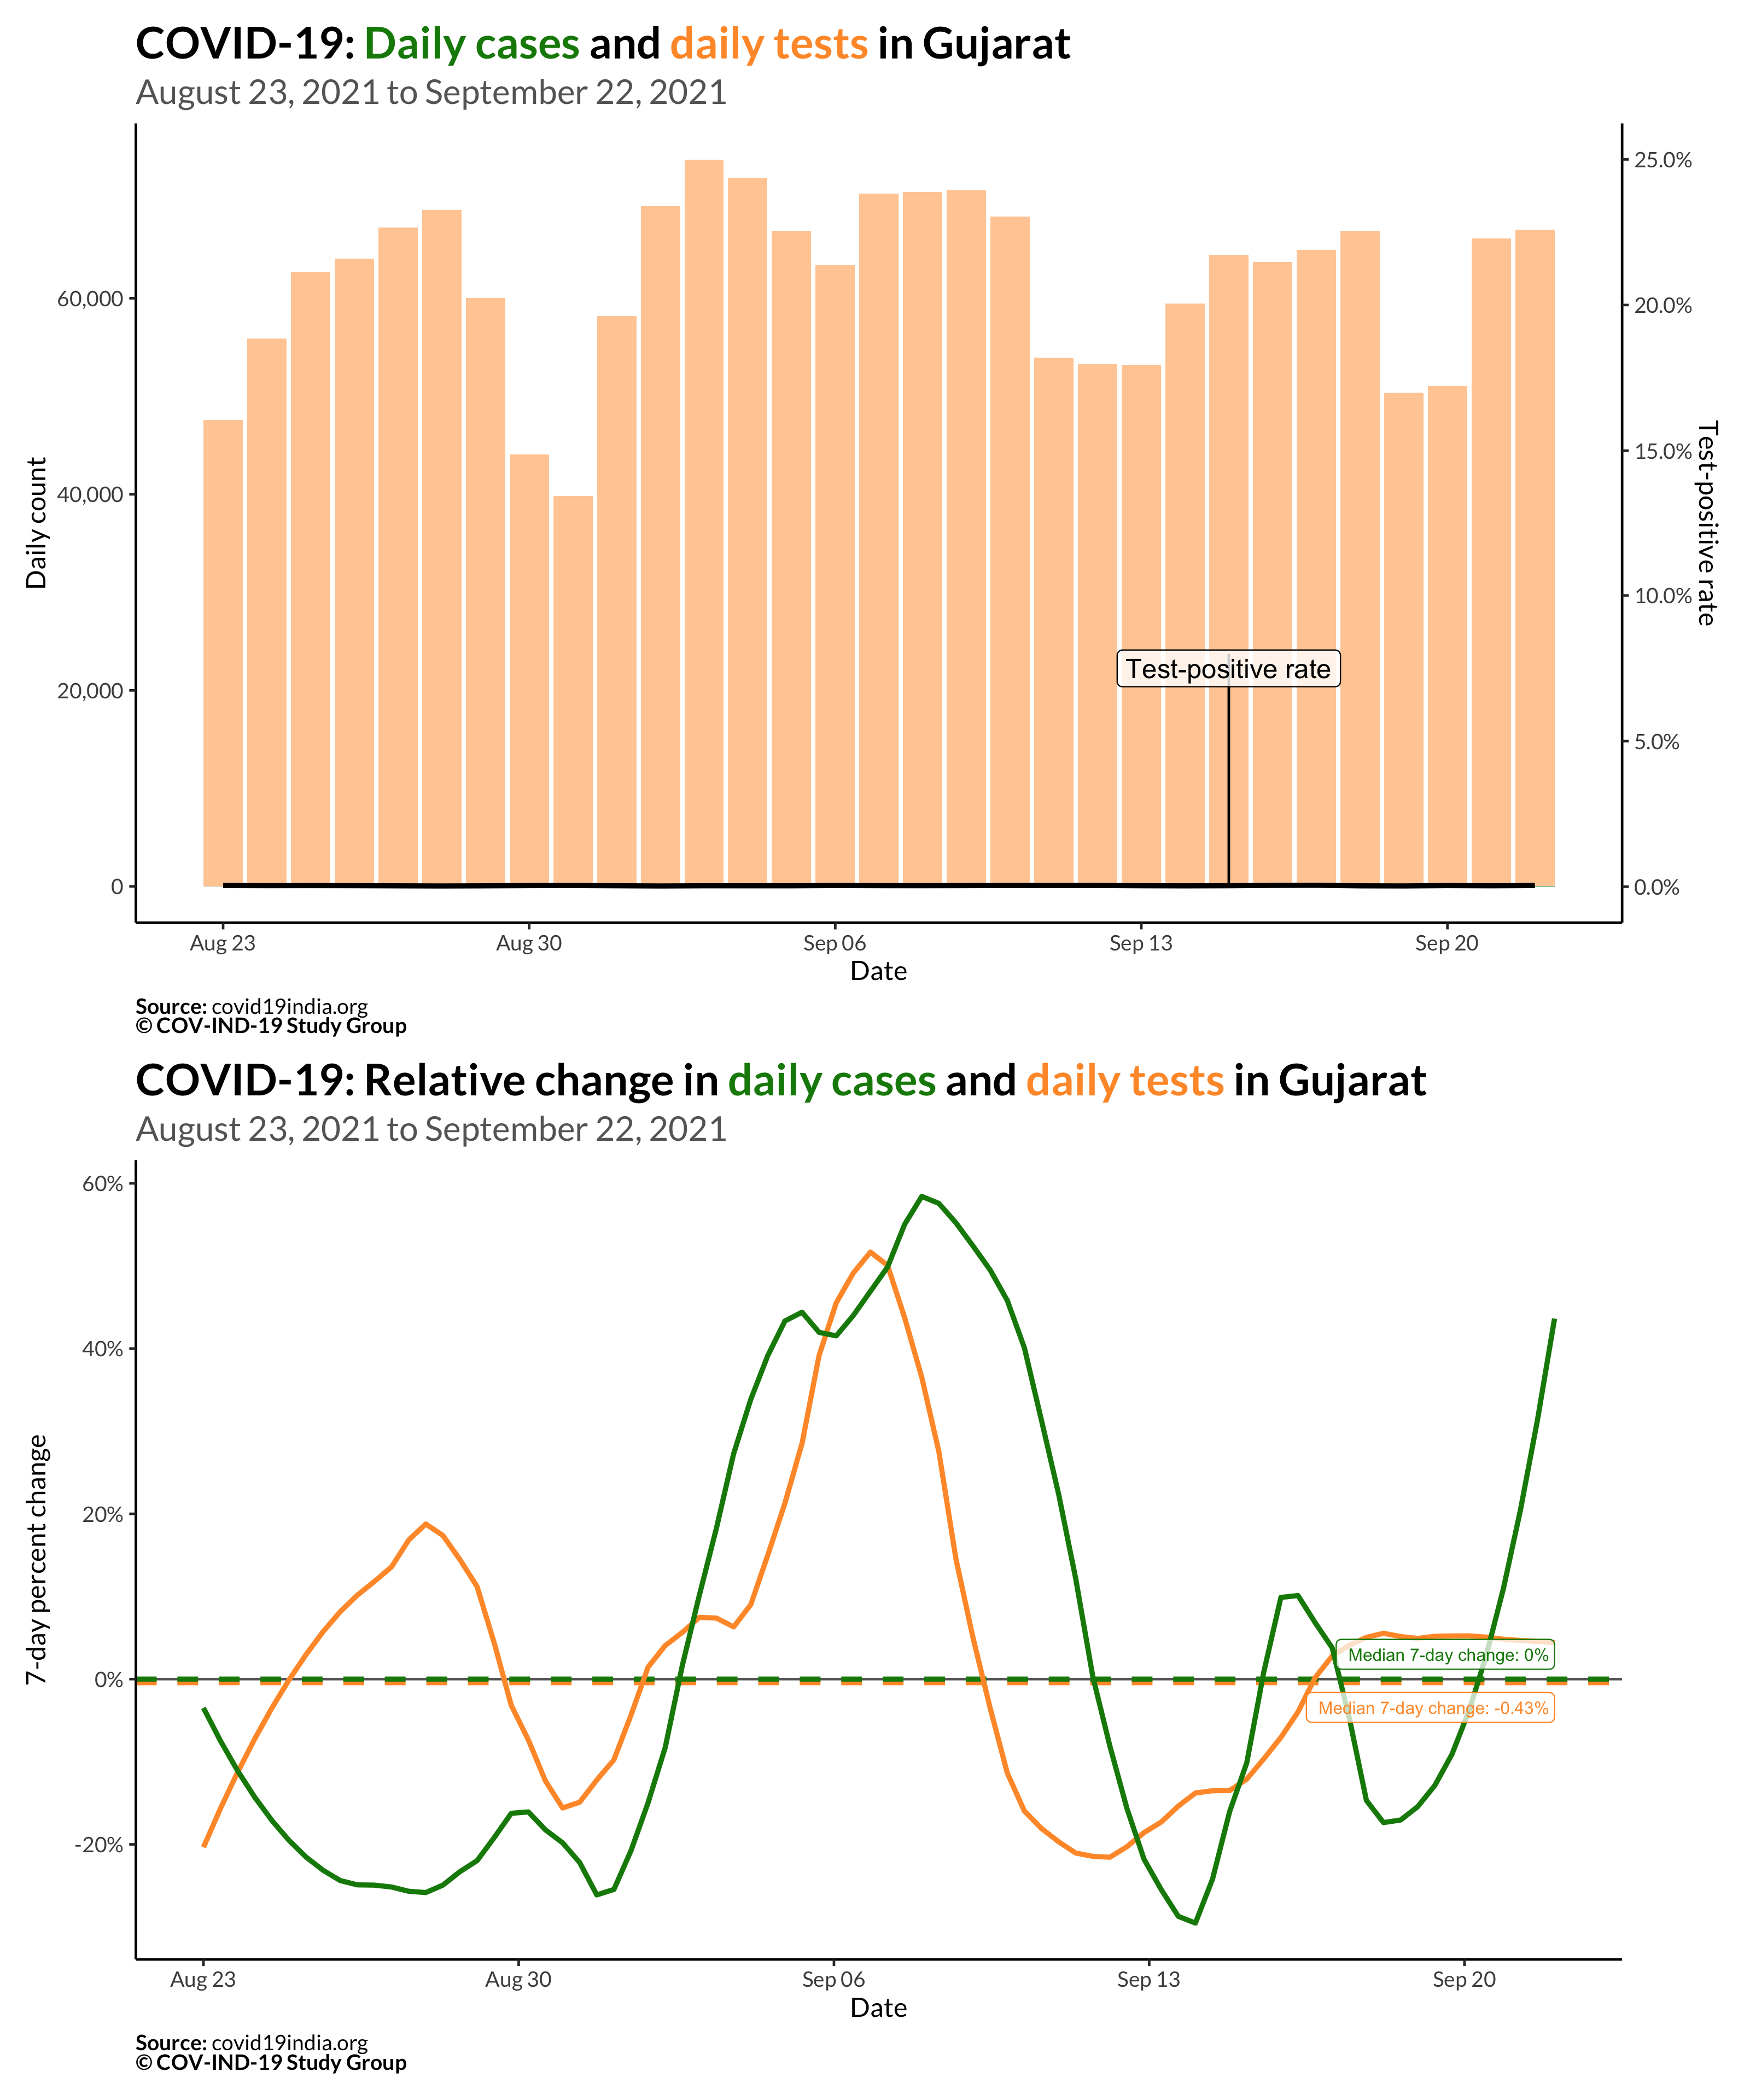 COVID-19: Daily cases and daily tests in Gujarat
August 23, 2021 to September 22, 2021
25.0%
60,000
20.0%
15.0%
40,000
Daily count
Test-positive rate
10.0%
Test-positive rate
20,000
5.0%
0
0.0%
Aug 23 Aug 30 Sep 06 Sep 13 Sep 20
Date
Source: covid19india.org
© COV-IND-19 Study Group
COVID-19: Relative change in daily cases and daily tests in Gujarat
August 23, 2021 to September 22, 2021
60%
40%
20%
7-day percent change
Median 7-day change: 0%
0%
Median 7-day change: -0.43%
-20%
Aug 23 Aug 30 Sep 06 Sep 13 Sep 20
Date
Source: covid19india.org
© COV-IND-19 Study Group